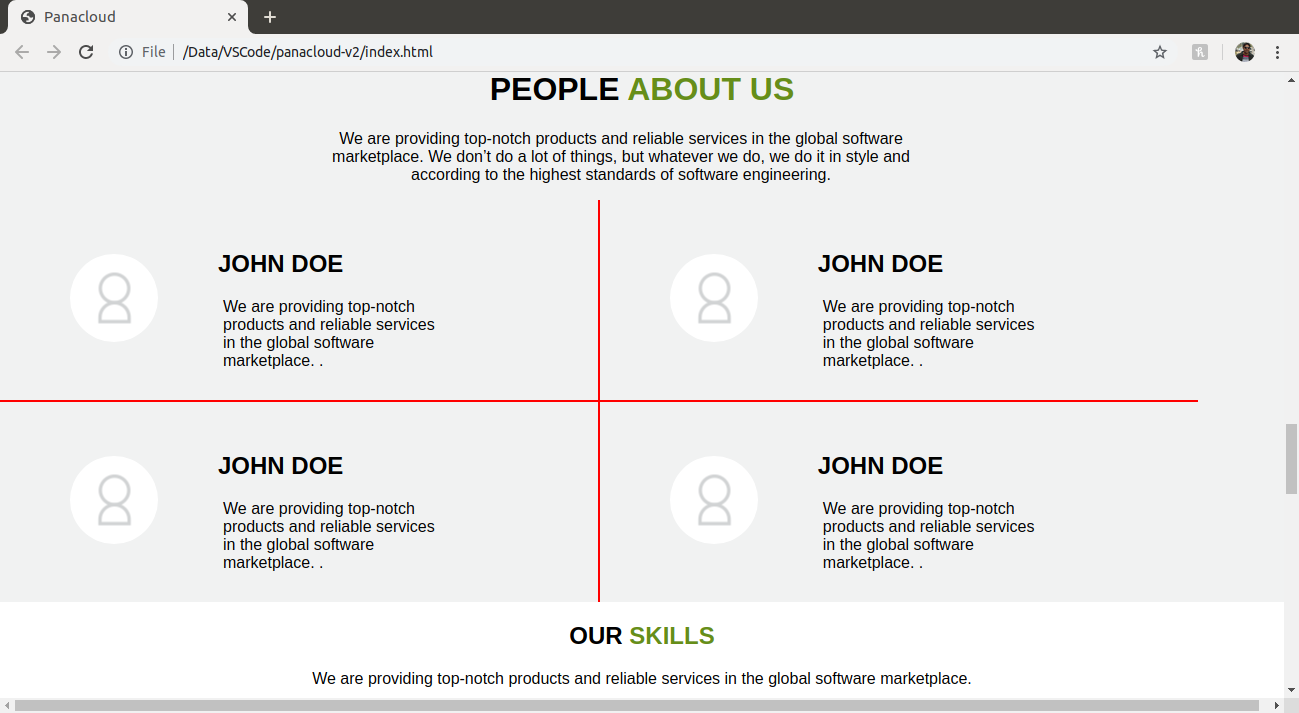 Panacloud
File /Data/VSCode/panacloud-v2/index.html
PEOPLE ABOUT US
We are providing top-notch products and reliable services in the global software
marketplace. We don’t do a lot of things, but whatever we do, we do it in style and
according to the highest standards of software engineering.
JOHN DOE
We are providing top-notch
products and reliable services
in the global software
marketplace. .
JOHN DOE
We are providing top-notch
products and reliable services
in the global software
marketplace. .
JOHN DOE
We are providing top-notch
products and reliable services
in the global software
marketplace. .
JOHN DOE
We are providing top-notch
products and reliable services
in the global software
marketplace. .
OUR SKILLS
We are providing top-notch products and reliable services in the global software marketplace.